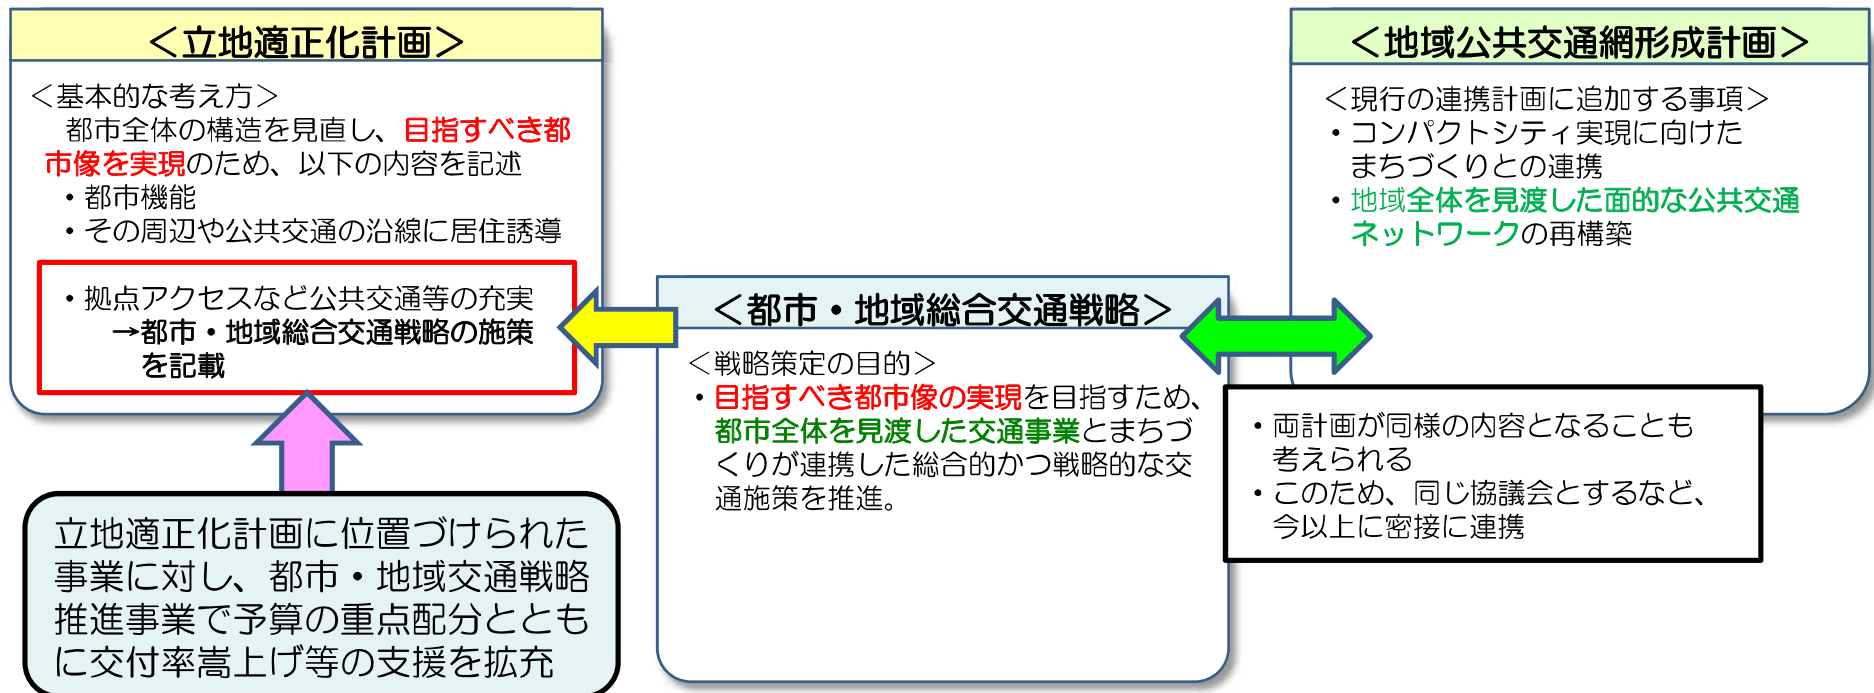 ＜立地適正化計画＞
＜基本的な考え方＞
都市全体の構造を見直し、目指すべき都
市像を実現のため、以下の内容を記述
・都市機能
・その周辺や公共交通の沿線に居住誘導
・拠点アクセスなど公共交通等の充実
→都市・地域総合交通戦略の施策
を記載
立地適正化計画に位置づけられた
事業に対し、都市・地域交通戦略
推進事業で予算の重点配分ととも
に交付率嵩上げ等の支援を拡充
＜都市・地域総合交通戦略＞
＜戦略策定の目的＞
・目指すべき都市像の実現を目指すため、
都市全体を見渡した交通事業とまちづ
くりが連携した総合的かつ戦略的な交
通施策を推進。
＜地域公共交通網形成計画＞
＜現行の連携計画に追加する事項＞
・コンパクトシティ実現に向けた
まちづくりとの連携
・地域全体を見渡した面的な公共交通
ネットワークの再構築
・両計画が同様の内容となることも
考えられる
・このため、同じ協議会とするなど、
今以上に密接に連携